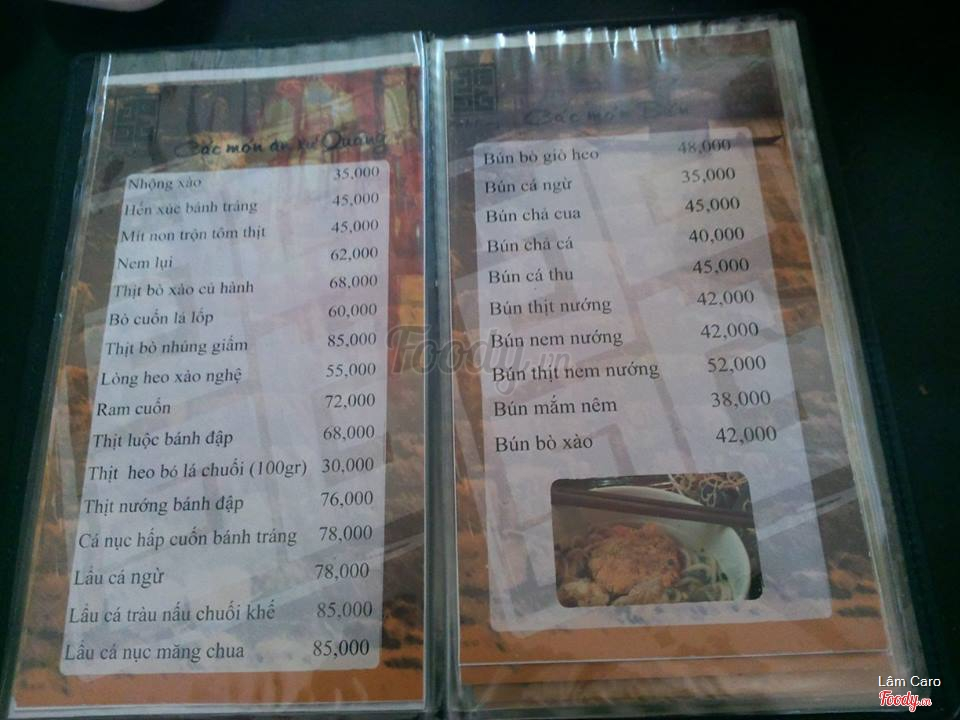 Các món ăn xứ Quảng
Nhộng xào 35,000
Hến xúc bánh tráng 45,000
Mít non trộn tôm thịt 45,000
Nem lụi 62,000
Thịt bò xào củ hành 68,000
Bò cuốn lá lốp 60,000
Thịt bò nhúng giấm 85,000
Lòng heo xào nghệ 55,000
Ram cuốn 72,000
Thịt luộc bánh đập 68,000
Thịt heo bó lá chuối (100gr) 30,000
Thịt nướng bánh đập 76,000
Cá nục hấp cuốn bánh tráng 78,000
Lẩu cá ngừ 78,000
Lẩu cá tràu nấu chuối khế 85,000
Lẩu cá nục măng chua 85,000
Các món Bún
Bún bò giò heo 48,000
Bún cá ngừ 35,000
Bún chả cua 45,000
Bún chả cá 40,000
Bún cá thu 45,000
Bún thịt nướng 42,000
Bún nem nướng 42,000
Bún thịt nem nướng 52,000
Bún mắm nêm 38,000
Bún bò xào 42,000
Foody.vn
Lâm Caro
Foody.vn